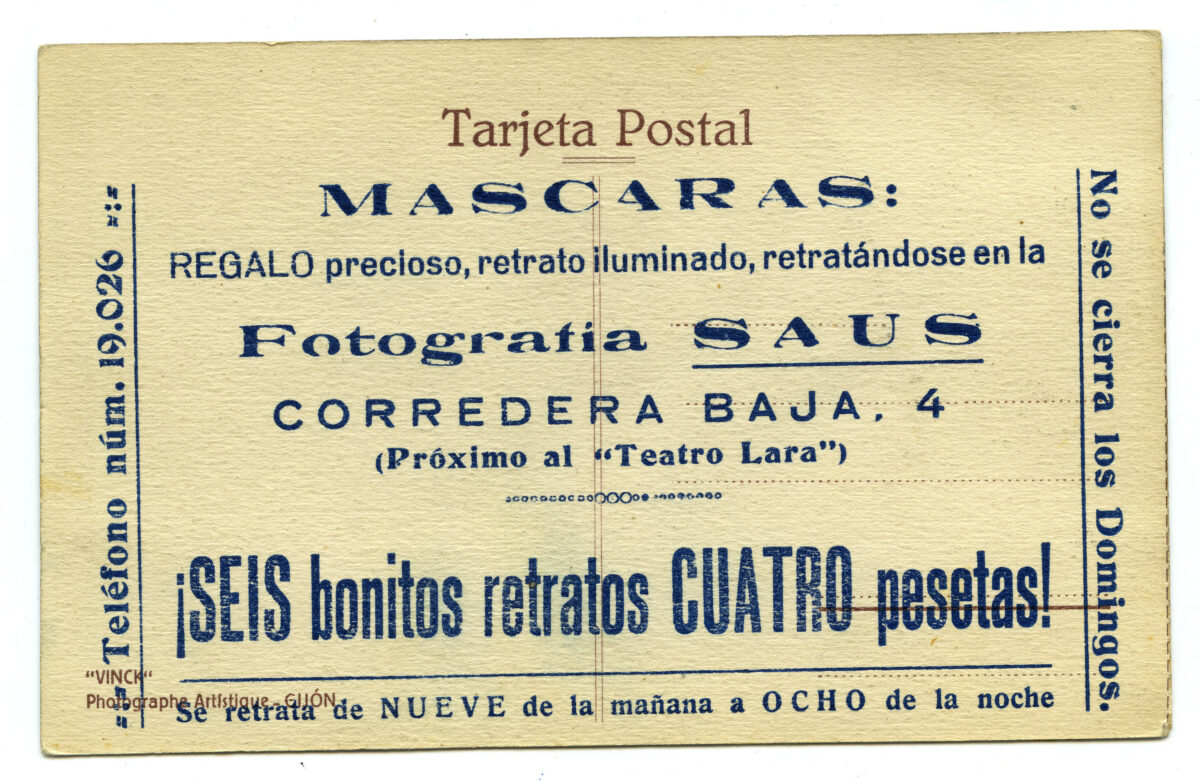 Tarjeta Postal
MASCARAS:
REGALO precioso, retrato iluminado, retratándose en la
Fotografia SAUS
CORREDERA BAJA, 4
(Próximo al "Teatro Lara")
¡SEIS bonitos retratos CUATRO pesetas!
Se retrata de NUEVE de la mañana a OCHO de la noche
Teléfono núm. 19.026
No se cierra los Domingos.
"VINCK"
Photographe Artístique - GIJÓN